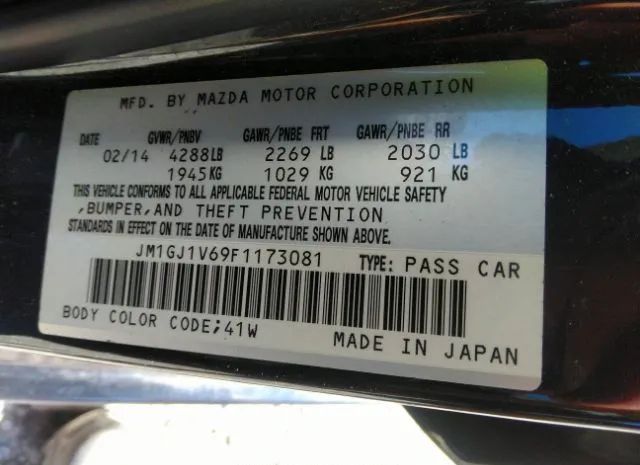 MFD. BY MAZDA MOTOR CORPORATION
DATE GVWR/PNBV GAWR/PNBE FRT GAWR/PNBE RR
02/14 4288LB 2269 LB 2030 LB
1945KG 1029 KG 921 KG
THIS VEHICLE CONFORMS TO ALL APPLICABLE FEDERAL MOTOR VEHICLE SAFETY
,BUMPER,AND THEFT PREVENTION
STANDARDS IN EFFECT ON THE DATE OF MANUFACTURE SHOWN ABOVE.
JM1GJ1V69F1173081 TYPE: PASS CAR
BODY COLOR CODE;41W
MADE IN JAPAN